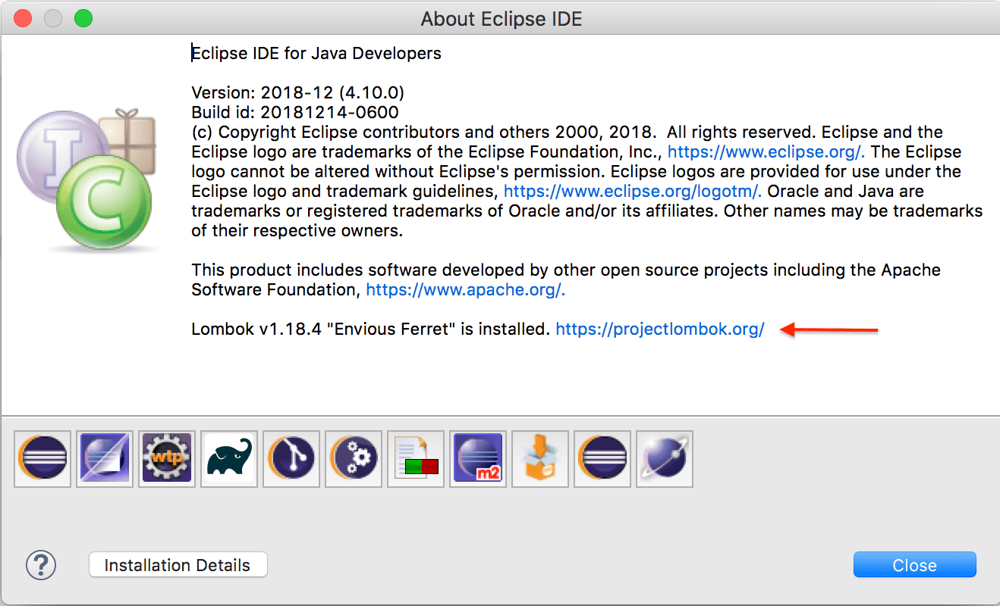 About Eclipse IDE
Eclipse IDE for Java Developers
Version: 2018-12 (4.10.0)
Build id: 20181214-0600
(c) Copyright Eclipse contributors and others 2000, 2018.  All rights reserved. Eclipse and the
Eclipse logo are trademarks of the Eclipse Foundation, Inc., https://www.eclipse.org/. The Eclipse
logo cannot be altered without Eclipse's permission. Eclipse logos are provided for use under the
Eclipse logo and trademark guidelines, https://www.eclipse.org/logotm/. Oracle and Java are
trademarks or registered trademarks of Oracle and/or its affiliates. Other names may be trademarks
of their respective owners.
This product includes software developed by other open source projects including the Apache
Software Foundation, https://www.apache.org/.
Lombok v1.18.4 "Envious Ferret" is installed. https://projectlombok.org/
I
C
wtp
m2
?
Installation Details
Close